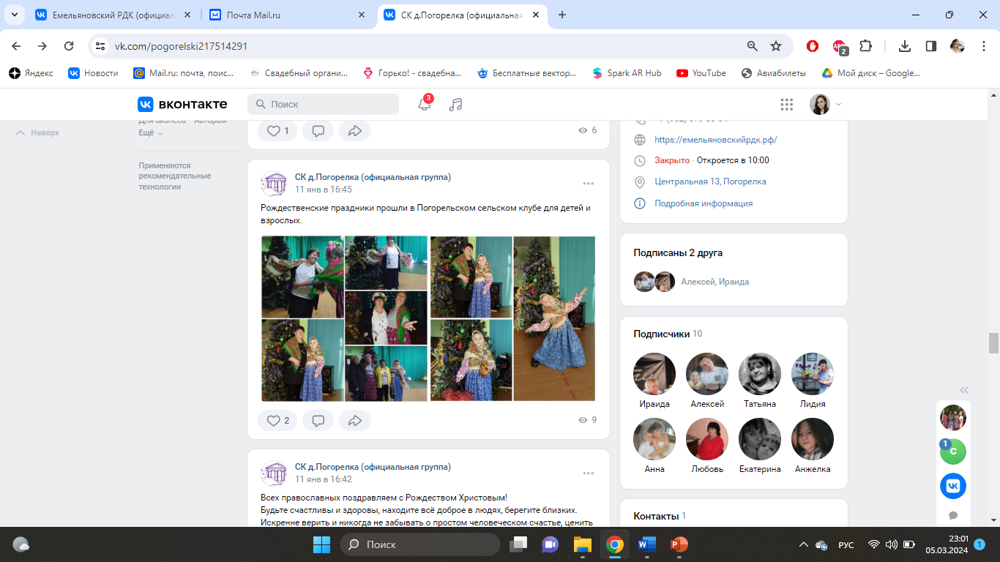 Емельяновский РДК (официал
Почта Mail.ru
СК д.Погорелка (официальная
vk.com/pogorelski217514291
2
Яндекс
Новости
Mail.ru: почта, поис...
Свадебный органи...
Горько! - свадебна...
Бесплатные вектор...
Spark AR Hub
YouTube
Авиабилеты
Мой диск – Google...
вконтакте
Поиск
3
Наверх
Для бизнеса Авторам
Ещё
Применяются
рекомендательные
технологии
1
6
СК д.Погорелка (официальная группа)
11 янв в 16:45
Рождественские праздники прошли в Погорельском сельском клубе для детей и
взрослых.
2
9
СК д.Погорелка (официальная группа)
11 янв в 16:42
Всех православных поздравляем с Рождеством Христовым!
Будьте счастливы и здоровы, находите всё доброе в людях, берегите близких.
Искренне верить и никогда не забывать о простом человеческом счастье, ценить
https://емельяновскийрдк.рф/
Закрыто · Откроется в 10:00
Центральная 13, Погорелка
Подробная информация
Подписаны 2 друга
Алексей, Ираида
Подписчики 10
Ираида
Алексей
Татьяна
Лидия
Анна
Любовь
Екатерина
Анжелка
Контакты 1
1
С
Поиск
РУС
23:01
05.03.2024
1